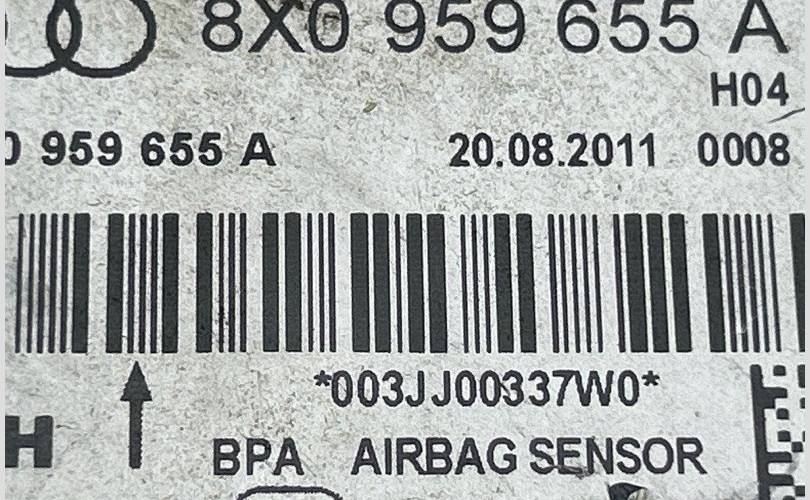 8X0 959 655 A
H04
0 959 655 A 20.08.2011 0008
*003JJ00337W0*
H
BPA AIRBAG SENSOR